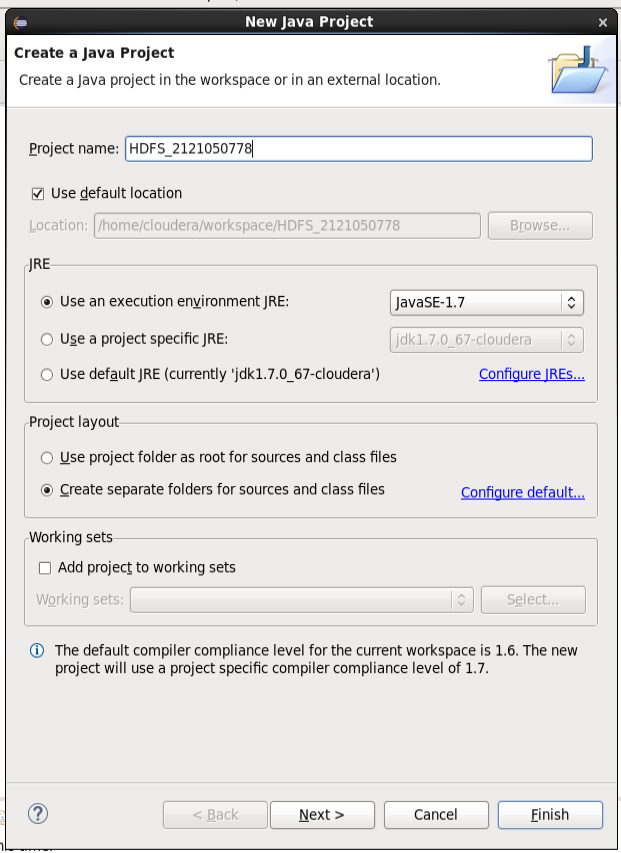 New Java Project
Create a Java Project
Create a Java project in the workspace or in an external location.
Project name: HDFS_2121050778
Use default location
Location: /home/cloudera/workspace/HDFS_2121050778 Browse...
JRE
Use an execution environment JRE: JavaSE-1.7
Use a project specific JRE: jdk1.7.0_67-cloudera
Use default JRE (currently 'jdk1.7.0_67-cloudera') Configure JREs...
Project layout
Use project folder as root for sources and class files
Create separate folders for sources and class files Configure default...
Working sets
Add project to working sets
Working sets: Select...
The default compiler compliance level for the current workspace is 1.6. The new
project will use a project specific compiler compliance level of 1.7.
? < Back Next > Cancel Finish